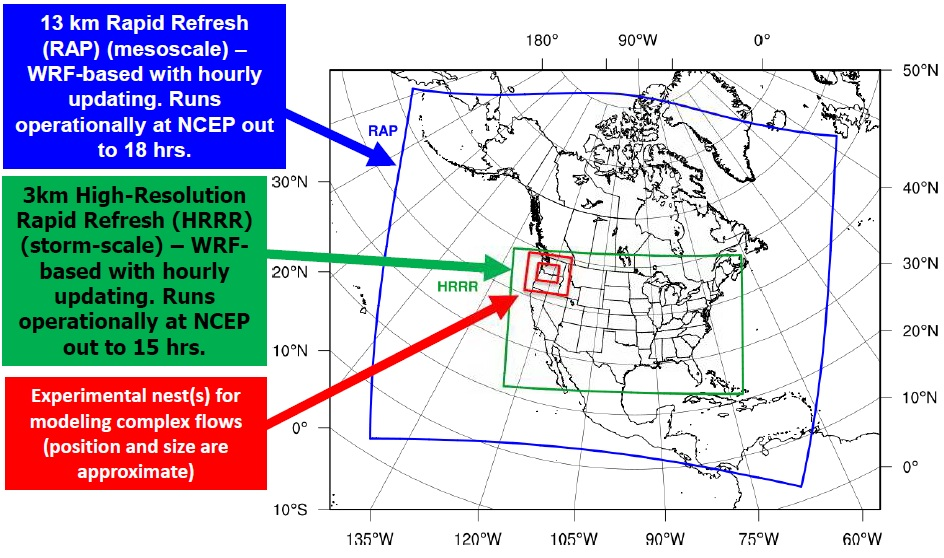 13 km Rapid Refresh
(RAP) (mesoscale) –
WRF-based with hourly
updating. Runs
operationally at NCEP out
to 18 hrs.
3km High-Resolution
Rapid Refresh (HRRR)
(storm-scale) – WRF-
based with hourly
updating. Runs
operationally at NCEP
out to 15 hrs.
Experimental nest(s) for
modeling complex flows
(position and size are
approximate)
180° 90°W 0°
50°N
RAP
30°N 40°N
20°N 30°N
HRRR
10°N 20°N
10°N
0° 0°
10°S
135°W 120°W 105°W 90°W 75°W 60°W